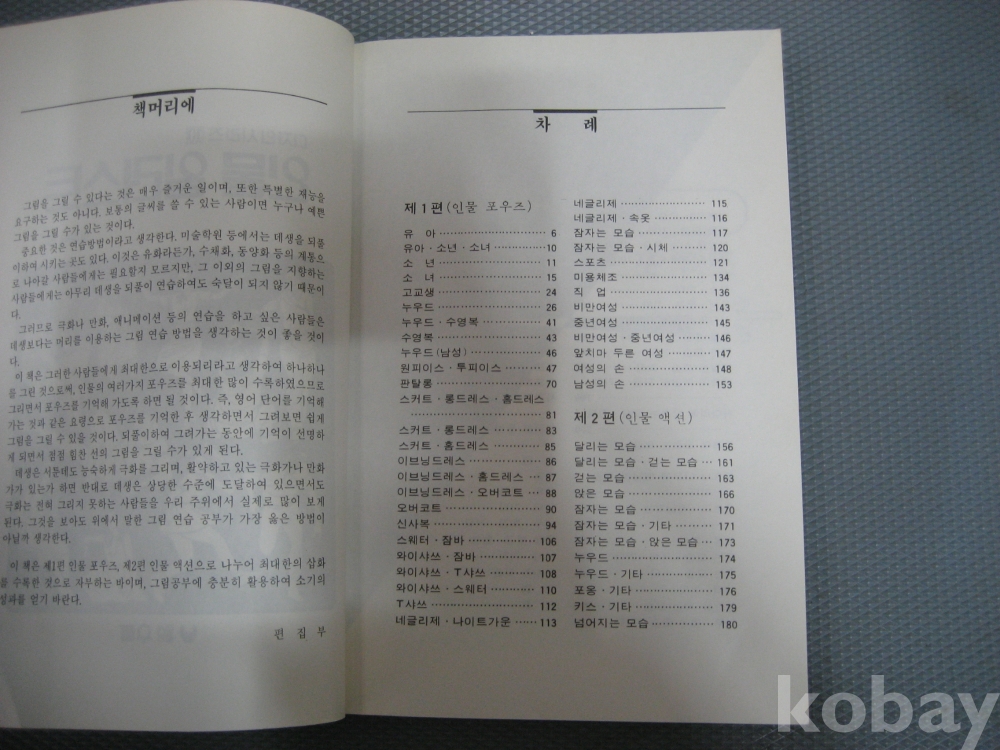 책머리에
그림을 그릴 수 있다는 것은 매우 즐거운 일이며, 또한 특별한 재능을
요구하는 것도 아니다. 보통의 글씨를 쓸 수 있는 사람이면 누구나 예쁜
그림을 그릴 수가 있는 것이다.
중요한 것은 연습방법이라고 생각한다. 미술학원 등에서는 데생을 되풀
이하여 시키는 곳도 있다. 이것은 유화라든가, 수채화, 동양화 등의 계통으
로 나아갈 사람들에게는 필요할지 모르지만, 그 이외의 그림을 지향하는
사람들에게는 아무리 데생을 되풀이 연습하여도 숙달이 되지 않기 때문이
다.
그러므로 극화나 만화, 애니메이션 등의 연습을 하고 싶은 사람들은
데생보다는 머리를 이용하는 그림 연습 방법을 생각하는 것이 좋을 것이
다.
이 책은 그러한 사람들에게 최대한으로 이용되리라고 생각하여 하나하나
를 그린 것으로써, 인물의 여러가지 포우즈를 최대한 많이 수록하였으므로
그리면서 포우즈를 기억해 가도록 하면 될 것이다. 즉, 영어 단어를 기억해
가는 것과 같은 요령으로 포우즈를 기억한 후 생각하면서 그려보면 쉽게
그림을 그릴 수 있을 것이다. 되풀이하여 그려가는 동안에 기억이 선명하
게 되면서 점점 힘찬 선의 그림을 그릴 수가 있게 된다.
데생은 서툰데도 능숙하게 극화를 그리며, 활약하고 있는 극화가나 만화
가가 있는가 하면 반대로 데생은 상당한 수준에 도달하여 있으면서도
극화는 전혀 그리지 못하는 사람들을 우리 주위에서 실제로 많이 보게
된다. 그것을 보아도 위에서 말한 그림 연습 공부가 가장 옳은 방법이
아닐까 생각한다.
이 책은 제1편 인물 포우즈, 제2편 인물 액션으로 나누어 최대한의 삽화
를 수록한 것으로 자부하는 바이며, 그림공부에 충분히 활용하여 소기의
성과를 얻기 바란다.
편 집 부
차 례
제 1 편 (인물 포우즈)
유 아 6
유아·소년·소녀 10
소 년 11
소 녀 15
고교생 24
누우드 26
누우드·수영복 41
수영복 43
누우드(남성) 46
원피이스·투피이스 47
판탈롱 70
스커트·롱드레스·홈드레스
81
스커트·롱드레스 83
스커트·홈드레스 85
이브닝드레스 86
이브닝드레스·홈드레스 87
이브닝드레스·오버코트 88
오버코트 90
신사복 94
스웨터·잠바 106
와이샤쓰·잠바 107
와이샤쓰·T샤쓰 108
와이샤쓰·스웨터 110
T샤쓰 112
네글리제·나이트가운 113
네글리제 115
네글리제·속옷 116
잠자는 모습 117
잠자는 모습·시체 120
스포츠 121
미용체조 134
직 업 136
비만여성 143
중년여성 145
비만여성·중년여성 146
앞치마 두른 여성 147
여성의 손 148
남성의 손 153
제 2 편 (인물 액션)
달리는 모습 156
달리는 모습·걷는 모습 161
걷는 모습 163
앉은 모습 166
잠자는 모습 170
잠자는 모습·기타 171
잠자는 모습·앉은 모습 173
누우드 174
누우드·기타 175
포옹·기타 176
키스·기타 179
넘어지는 모습 180
kobay